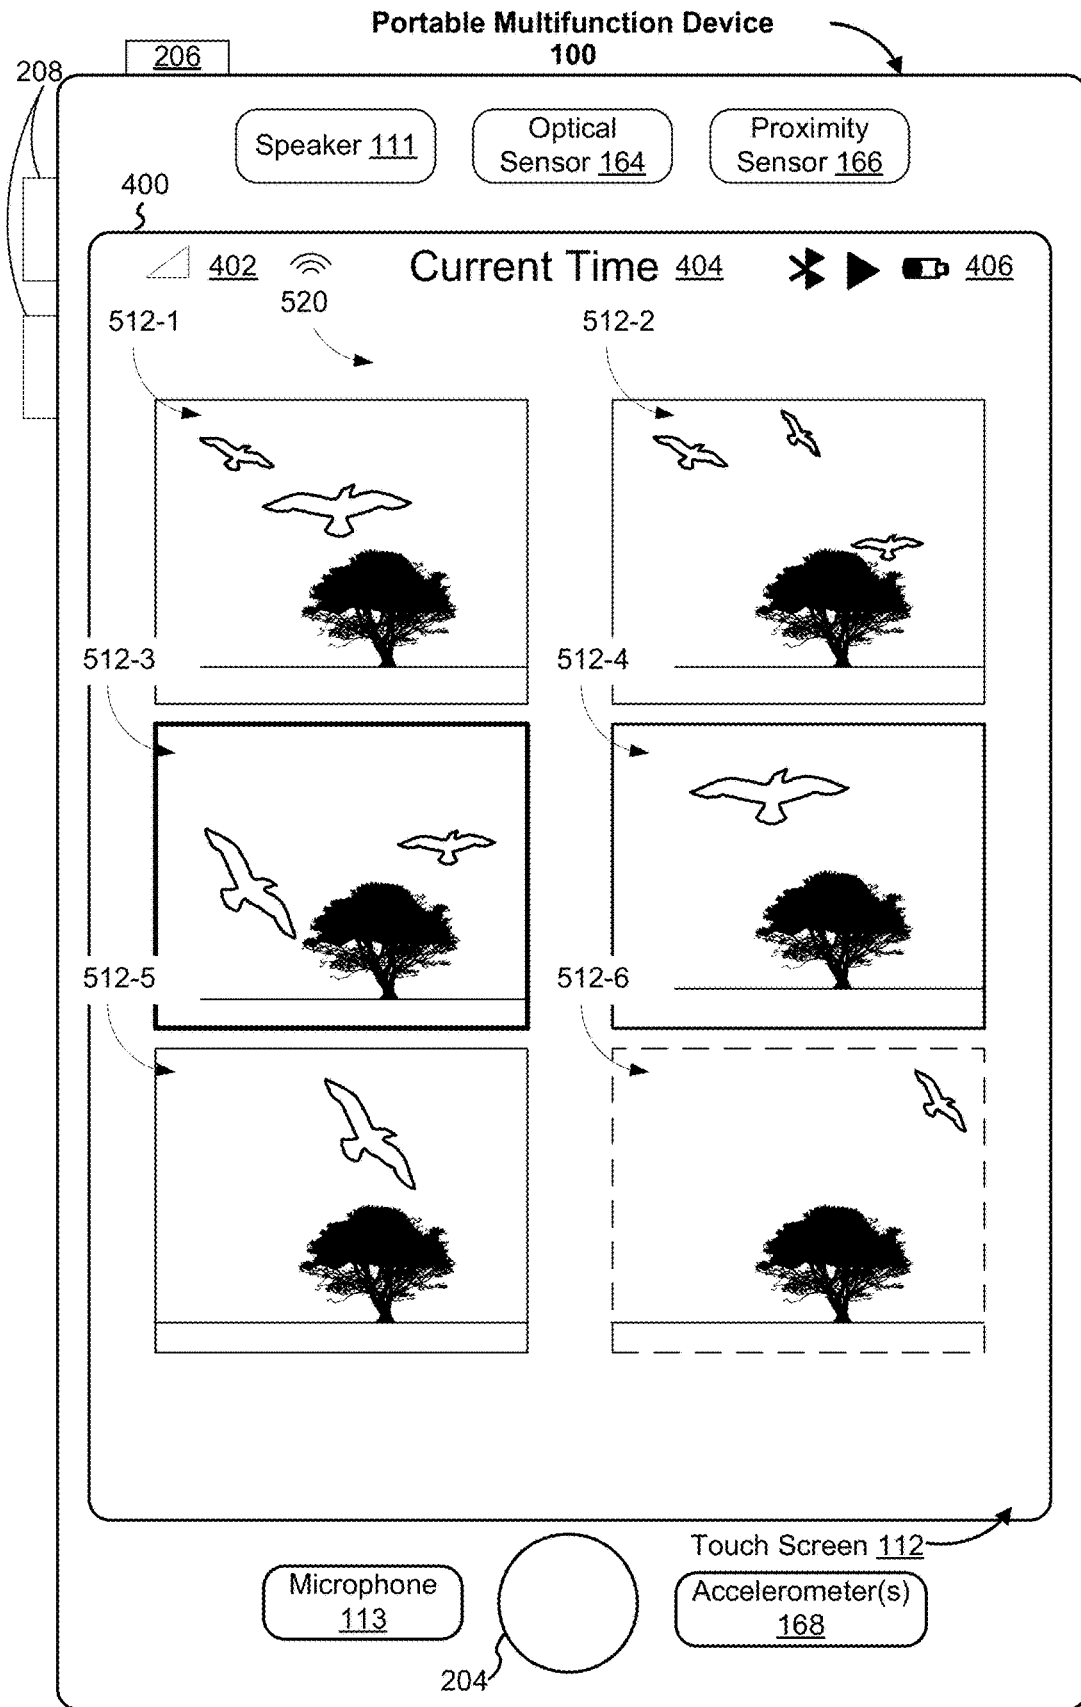 Portable Multifunction Device
100
206
208
Speaker 111
Optical
Sensor 164
Proximity
Sensor 166
400
402
Current Time 404
406
520
512-1
512-2
512-3
512-4
512-5
512-6
Touch Screen 112
Microphone
113
Accelerometer(s)
168
204